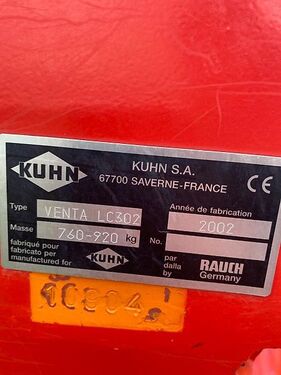 KUHN
KUHN S.A.
67700 SAVERNE-FRANCE
CE
Type VENTA LC302
Année de fabrication 2002
Masse 760-920 kg
No.
fabriqué pour
fabricato per
manufactured for
KUHN
par
dalla
by
RAUCH
Germany